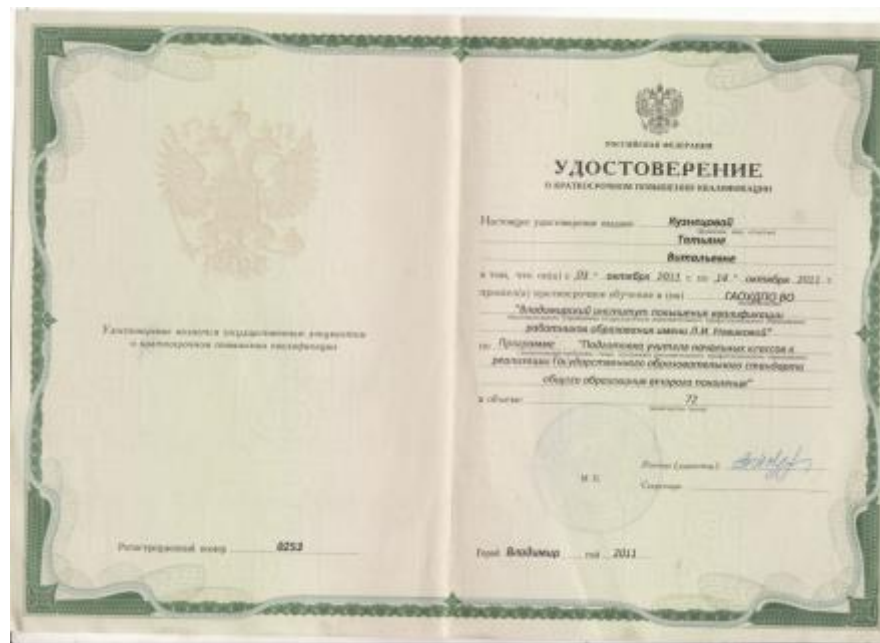 Удостоверение является государственным документом
о краткосрочном повышении квалификации
Регистрационный номер 0253
РОССИЙСКАЯ ФЕДЕРАЦИЯ
УДОСТОВЕРЕНИЕ
О КРАТКОСРОЧНОМ ПОВЫШЕНИИ КВАЛИФИКАЦИИ
Настоящее удостоверение выдано Кузнецовой
Татьяне
Витальевне
в том, что он(а) с октября 2011 г. по 14 " октября 2011 г.
прошел(а) краткосрочное обучение в (на) ГАОУДПО ВО
"Владимирский институт повышения квалификации
работников образования имени Л.И. Новиковой"
по Программе "Подготовка учителя начальных классов к
реализации Государственного образовательного стандарта
общего образования второго поколения"
в объеме 72
М. П.
Ректор (директор)
Секретарь
Город Владимир год 2011